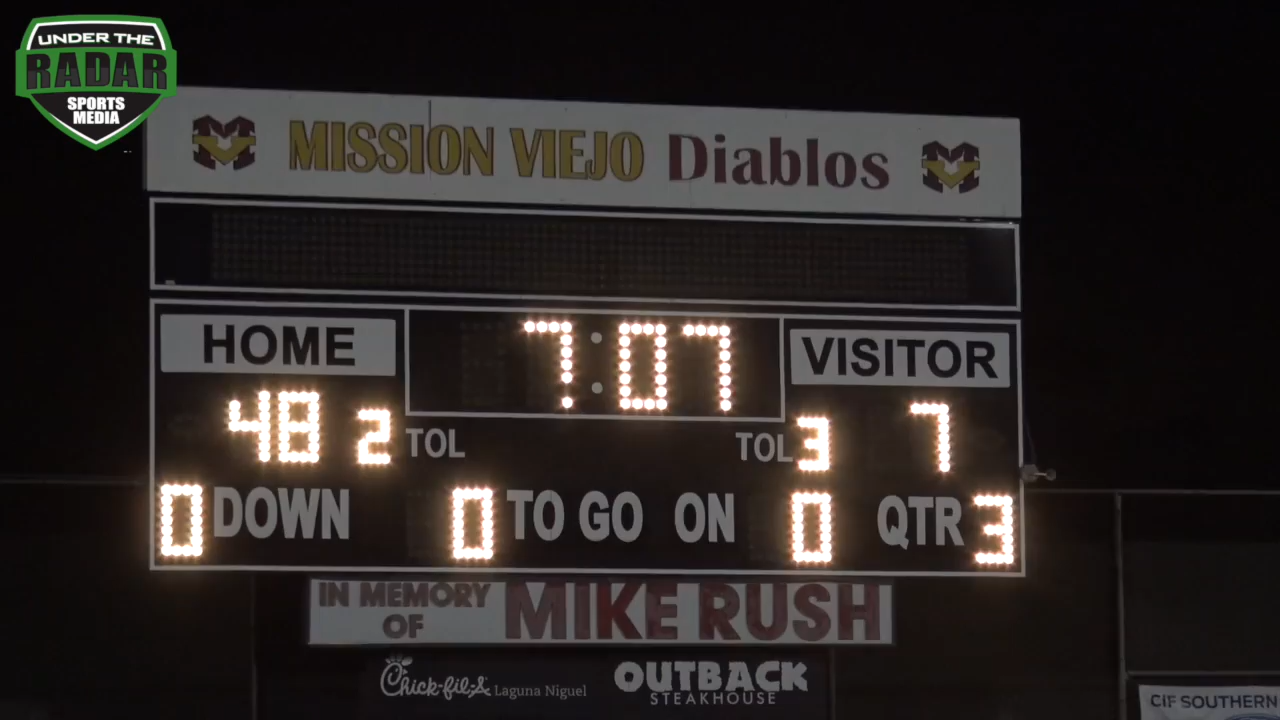 UNDER THE
RADAR
SPORTS
MEDIA
MISSION VIEJO Diablos
HOME 7:07 VISITOR
48 2 TOL TOL 3 7
0 DOWN 0 TO GO ON 0 QTR 3
IN MEMORY
OF
MIKE RUSH
Chick-fil-A Laguna Niguel
OUTBACK
STEAKHOUSE
CIF SOUTHERN